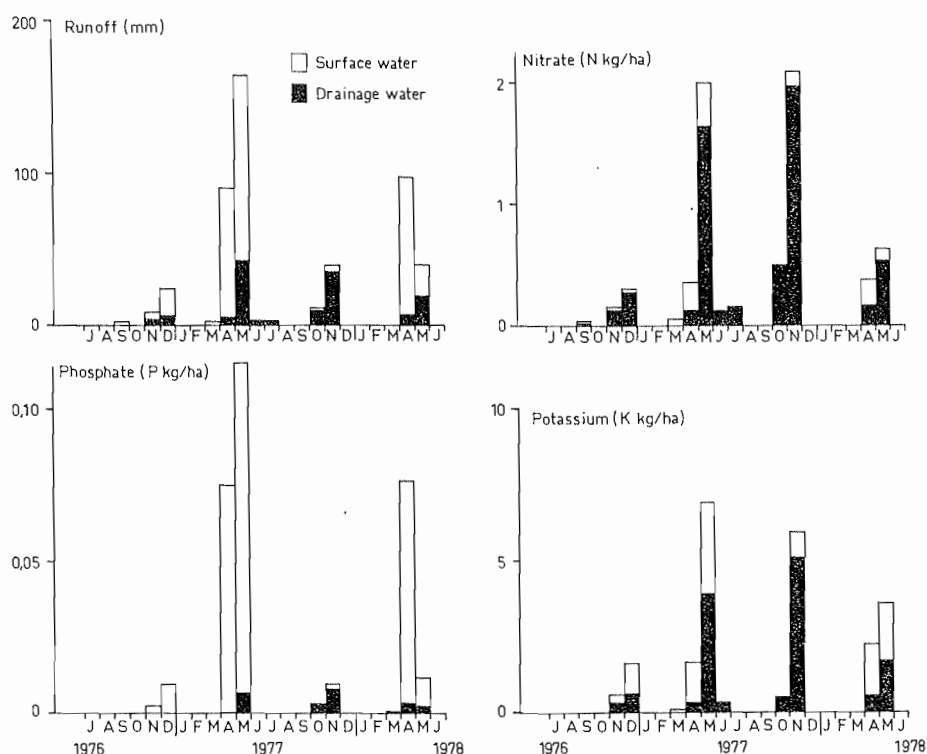 200
Runoff (mm)
Surface water
Drainage water
100
0
J A S O N D J F M A M J J A S O N D J F M A M J
Nitrate (N kg/ha)
2
1
0
J A S O N D J F M A M J J A S O N D J F M A M J
Phosphate (P kg/ha)
0,10
0,05
0
J A S O N D J F M A M J J A S O N D J F M A M J
1976 1977 1978
Potassium (K kg/ha)
10
5
0
J A S O N D J F M A M J J A S O N D J F M A M J
1976 1977 1978